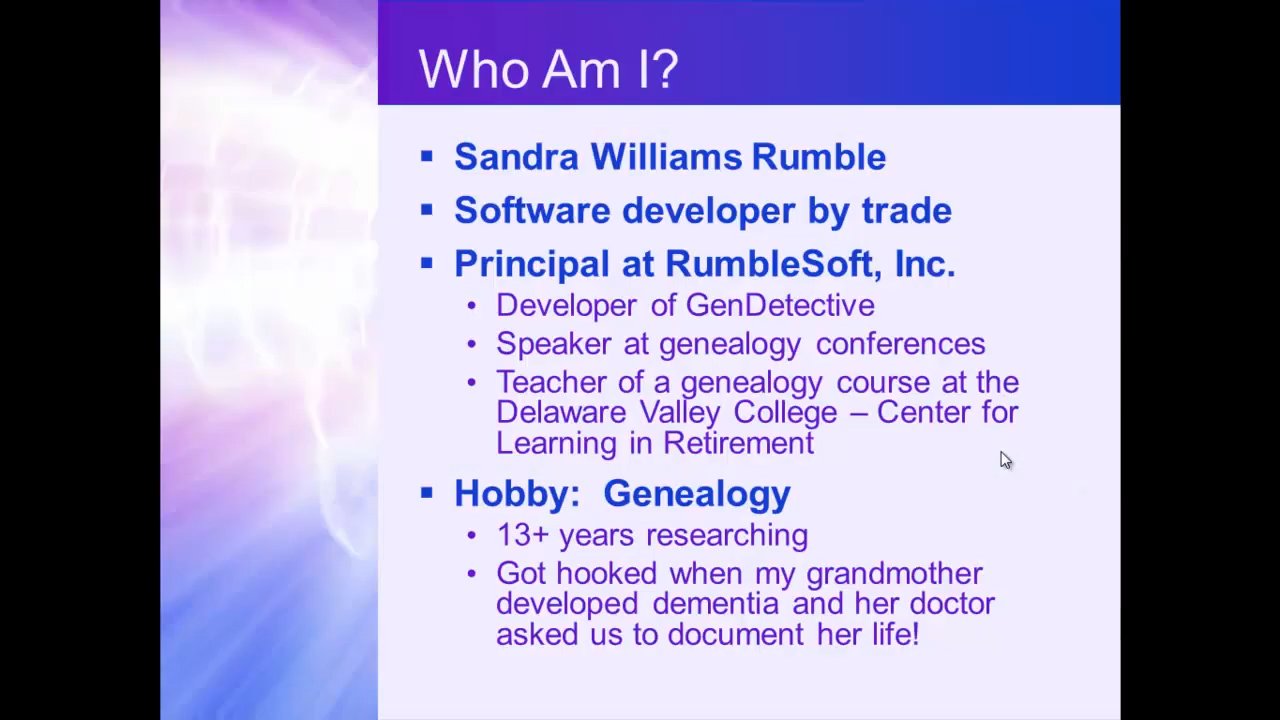 Who Am I?
▪ Sandra Williams Rumble
▪ Software developer by trade
▪ Principal at RumbleSoft, Inc.
• Developer of GenDetective
• Speaker at genealogy conferences
• Teacher of a genealogy course at the
Delaware Valley College – Center for
Learning in Retirement
▪ Hobby: Genealogy
• 13+ years researching
• Got hooked when my grandmother
developed dementia and her doctor
asked us to document her life!